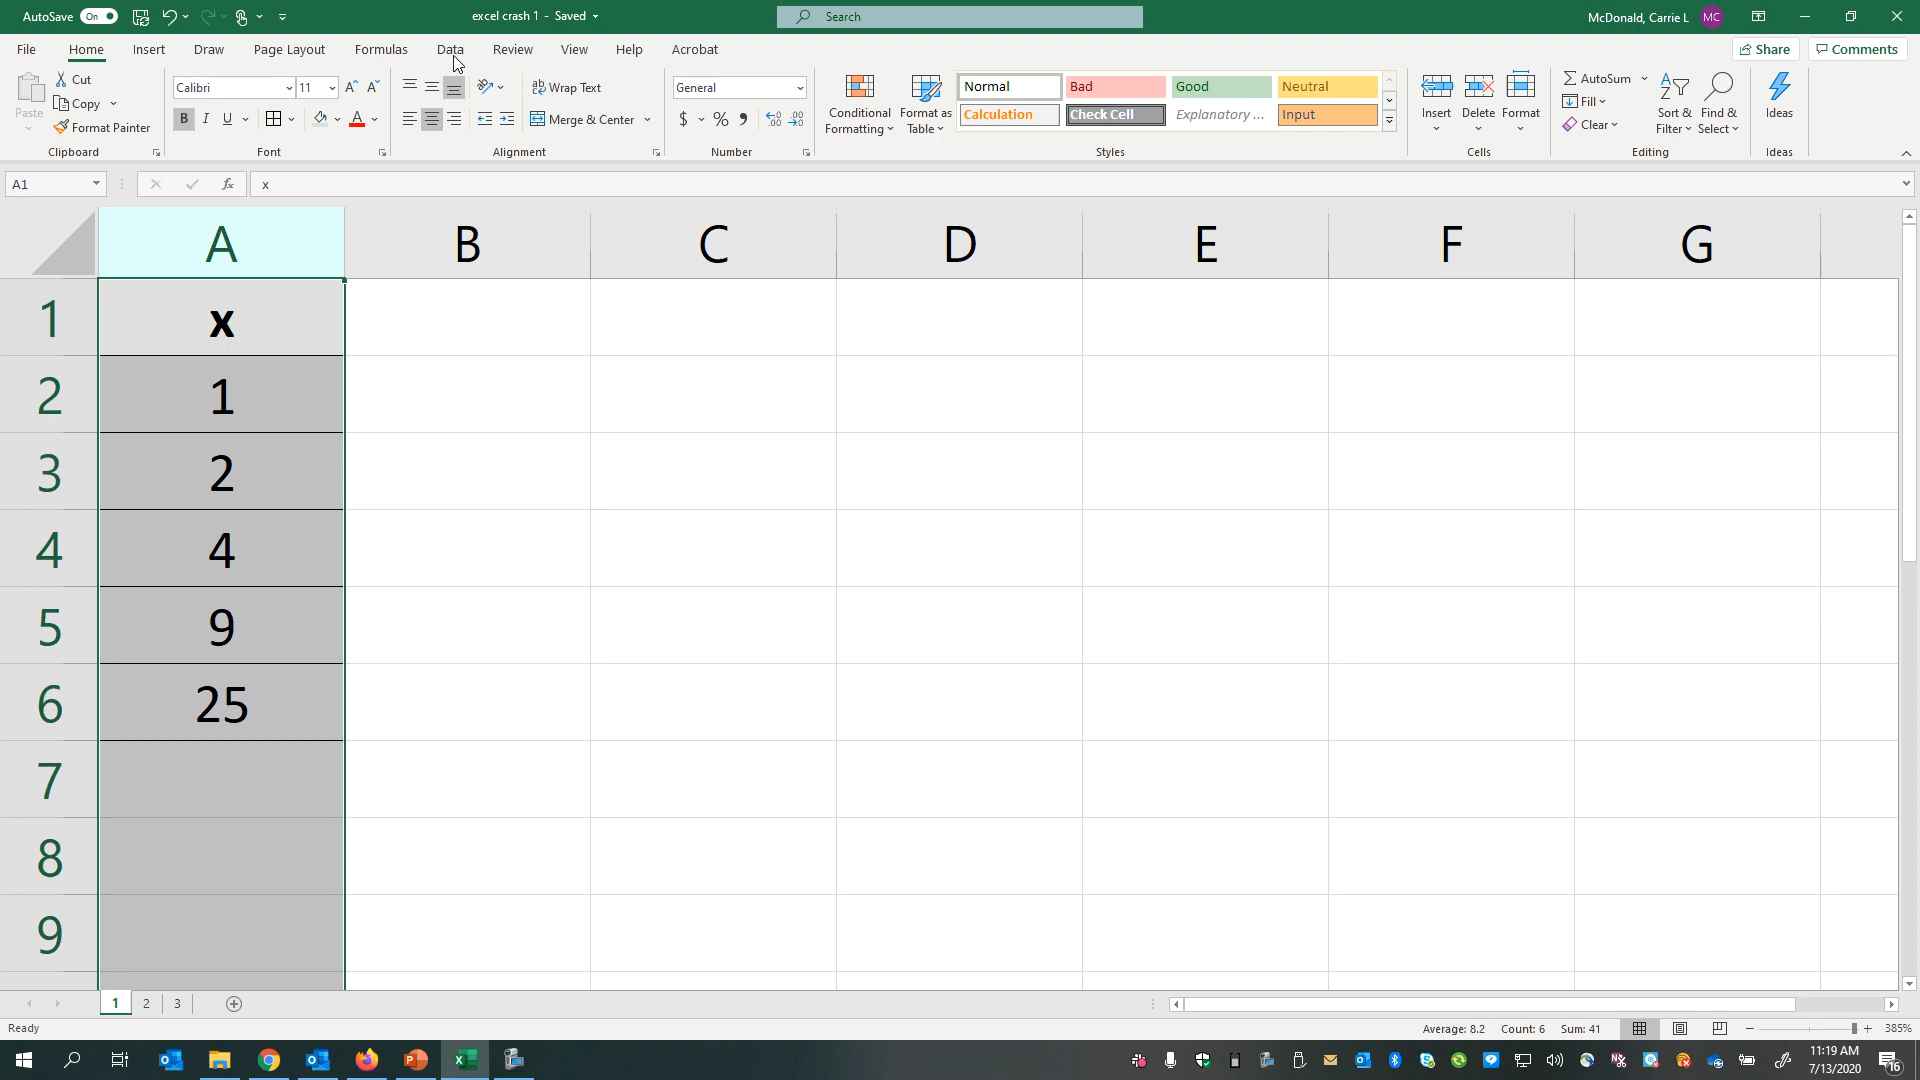 AutoSave On excel crash 1 - Saved Search McDonald, Carrie L MC
File Home Insert Draw Page Layout Formulas Data Review View Help Acrobat Share Comments
Paste Cut Copy Format Painter
Clipboard
Calibri 11
B I U A
Font
Wrap Text
Merge & Center
Alignment
General
$ % 9
Number
Conditional Formatting
Format as Table
Normal Bad Good Neutral
Calculation Check Cell Explanatory ... Input
Styles
Insert Delete Format
Cells
AutoSum
Fill
Clear
Sort & Filter
Find & Select
Editing
Ideas
Ideas
A1 fx x
A B C D E F G
1 x
2 1
3 2
4 4
5 9
6 25
7
8
9
1 2 3
Ready Average: 8.2 Count: 6 Sum: 41 385%
11:19 AM
7/13/2020
16